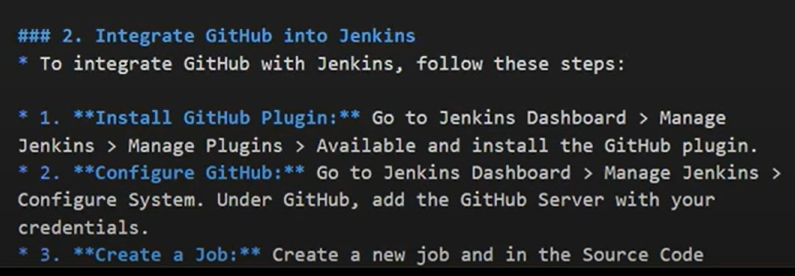 ### 2. Integrate GitHub into Jenkins
* To integrate GitHub with Jenkins, follow these steps:
* 1. **Install GitHub Plugin:** Go to Jenkins Dashboard > Manage
Jenkins > Manage Plugins > Available and install the GitHub plugin.
* 2. **Configure GitHub:** Go to Jenkins Dashboard > Manage Jenkins >
Configure System. Under GitHub, add the GitHub Server with your
credentials.
* 3. **Create a Job:** Create a new job and in the Source Code